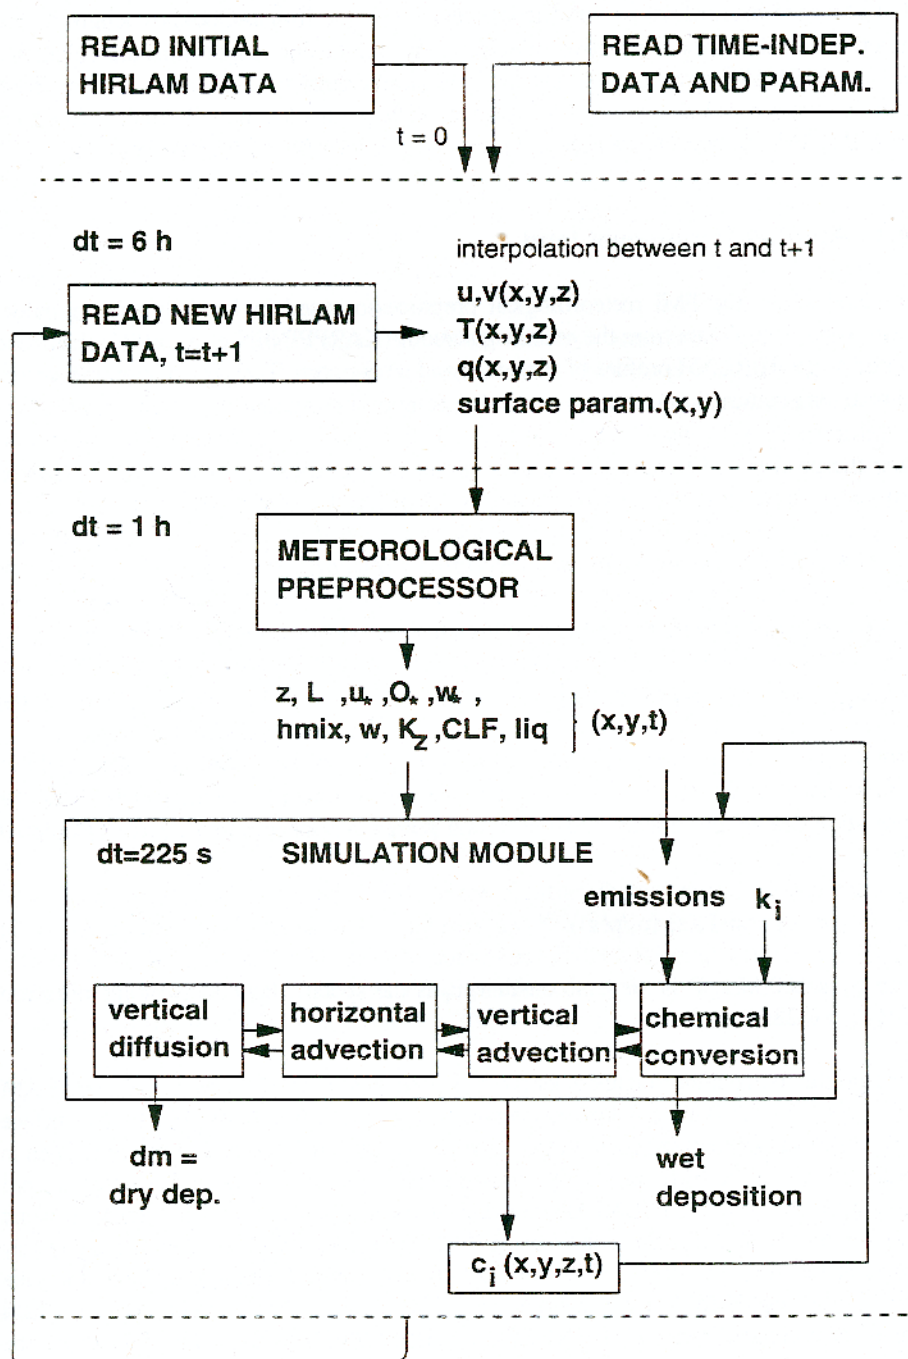 READ INITIAL
HIRLAM DATA
READ TIME-INDEP.
DATA AND PARAM.
t = 0
dt = 6 h
interpolation between t and t+1
READ NEW HIRLAM
DATA, t=t+1
u,v(x,y,z)
T(x,y,z)
q(x,y,z)
surface param.(x,y)
dt = 1 h
METEOROLOGICAL
PREPROCESSOR
z, L ,u* ,O* ,w* ,
hmix, w, Kz ,CLF, liq
(x,y,t)
dt=225 s
SIMULATION MODULE
emissions
ki
vertical
diffusion
horizontal
advection
vertical
advection
chemical
conversion
dm =
dry dep.
wet
deposition
ci (x,y,z,t)